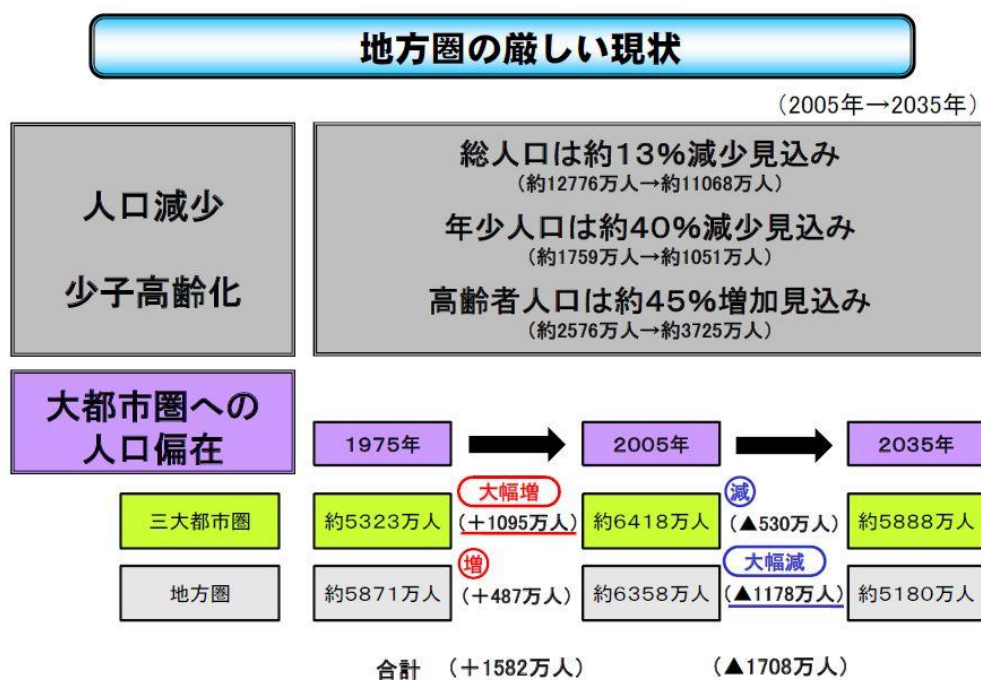 地方圏の厳しい現状
(2005年→2035年)
人口減少
少子高齢化
総人口は約13%減少見込み
(約12776万人→約11068万人)
年少人口は約40%減少見込み
(約1759万人→約1051万人)
高齢者人口は約45%増加見込み
(約2576万人→約3725万人)
大都市圏への
人口偏在
1975年 2005年 2035年
大幅増 減
三大都市圏 約5323万人 (+1095万人) 約6418万人 (▲530万人) 約5888万人
増 大幅減
地方圏 約5871万人 (+487万人) 約6358万人 (▲1178万人) 約5180万人
合計 (+1582万人) (▲1708万人)